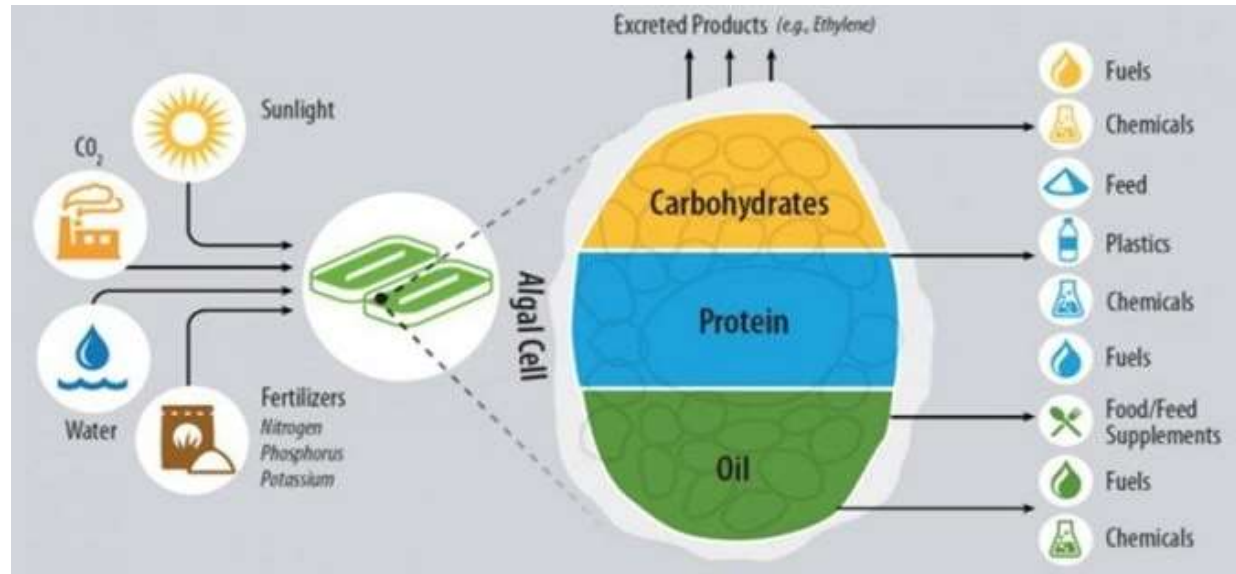 Excreted Products (e.g., Ethylene)
Sunlight
CO₂
Water
Fertilizers
Nitrogen
Phosphorus
Potassium
Algal Cell
Carbohydrates
Protein
Oil
Fuels
Chemicals
Feed
Plastics
Chemicals
Fuels
Food/Feed
Supplements
Fuels
Chemicals